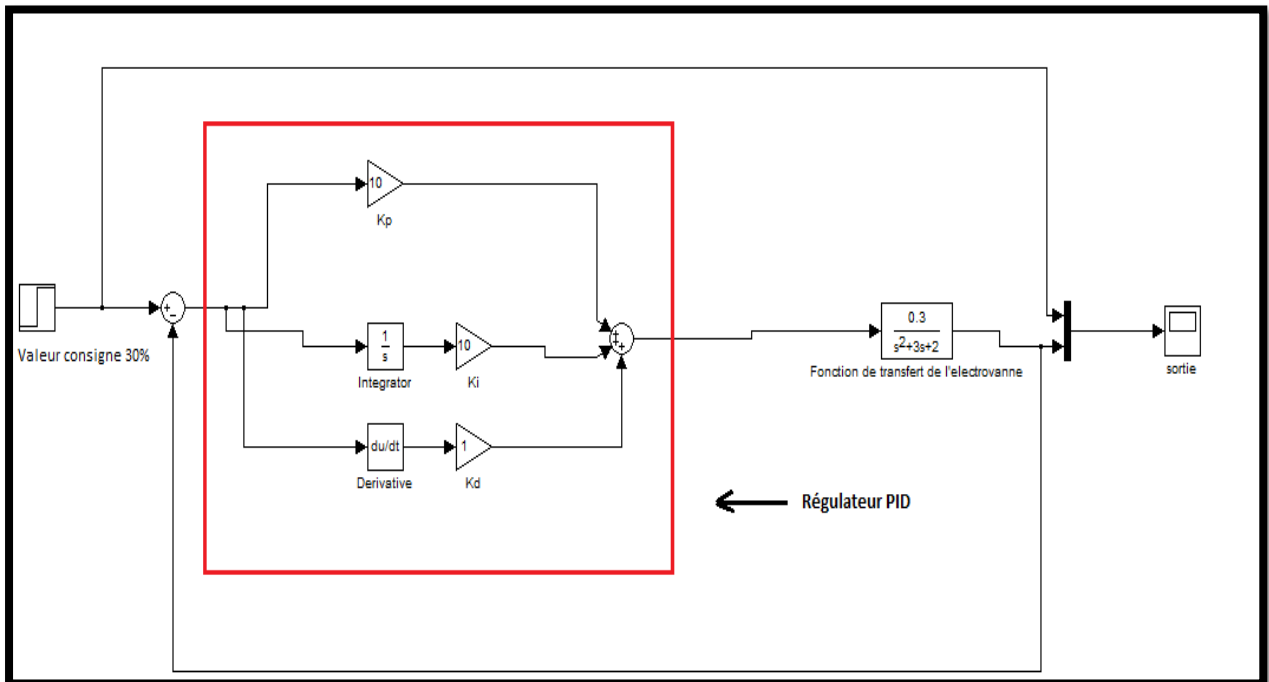 10
Kp
+
-
Valeur consigne 30%
1
s
Integrator
10
Ki
+
+
+
0.3
s2+3s+2
Fonction de transfert de l'electrovanne
sortie
du/dt
Derivative
1
Kd
Régulateur PID